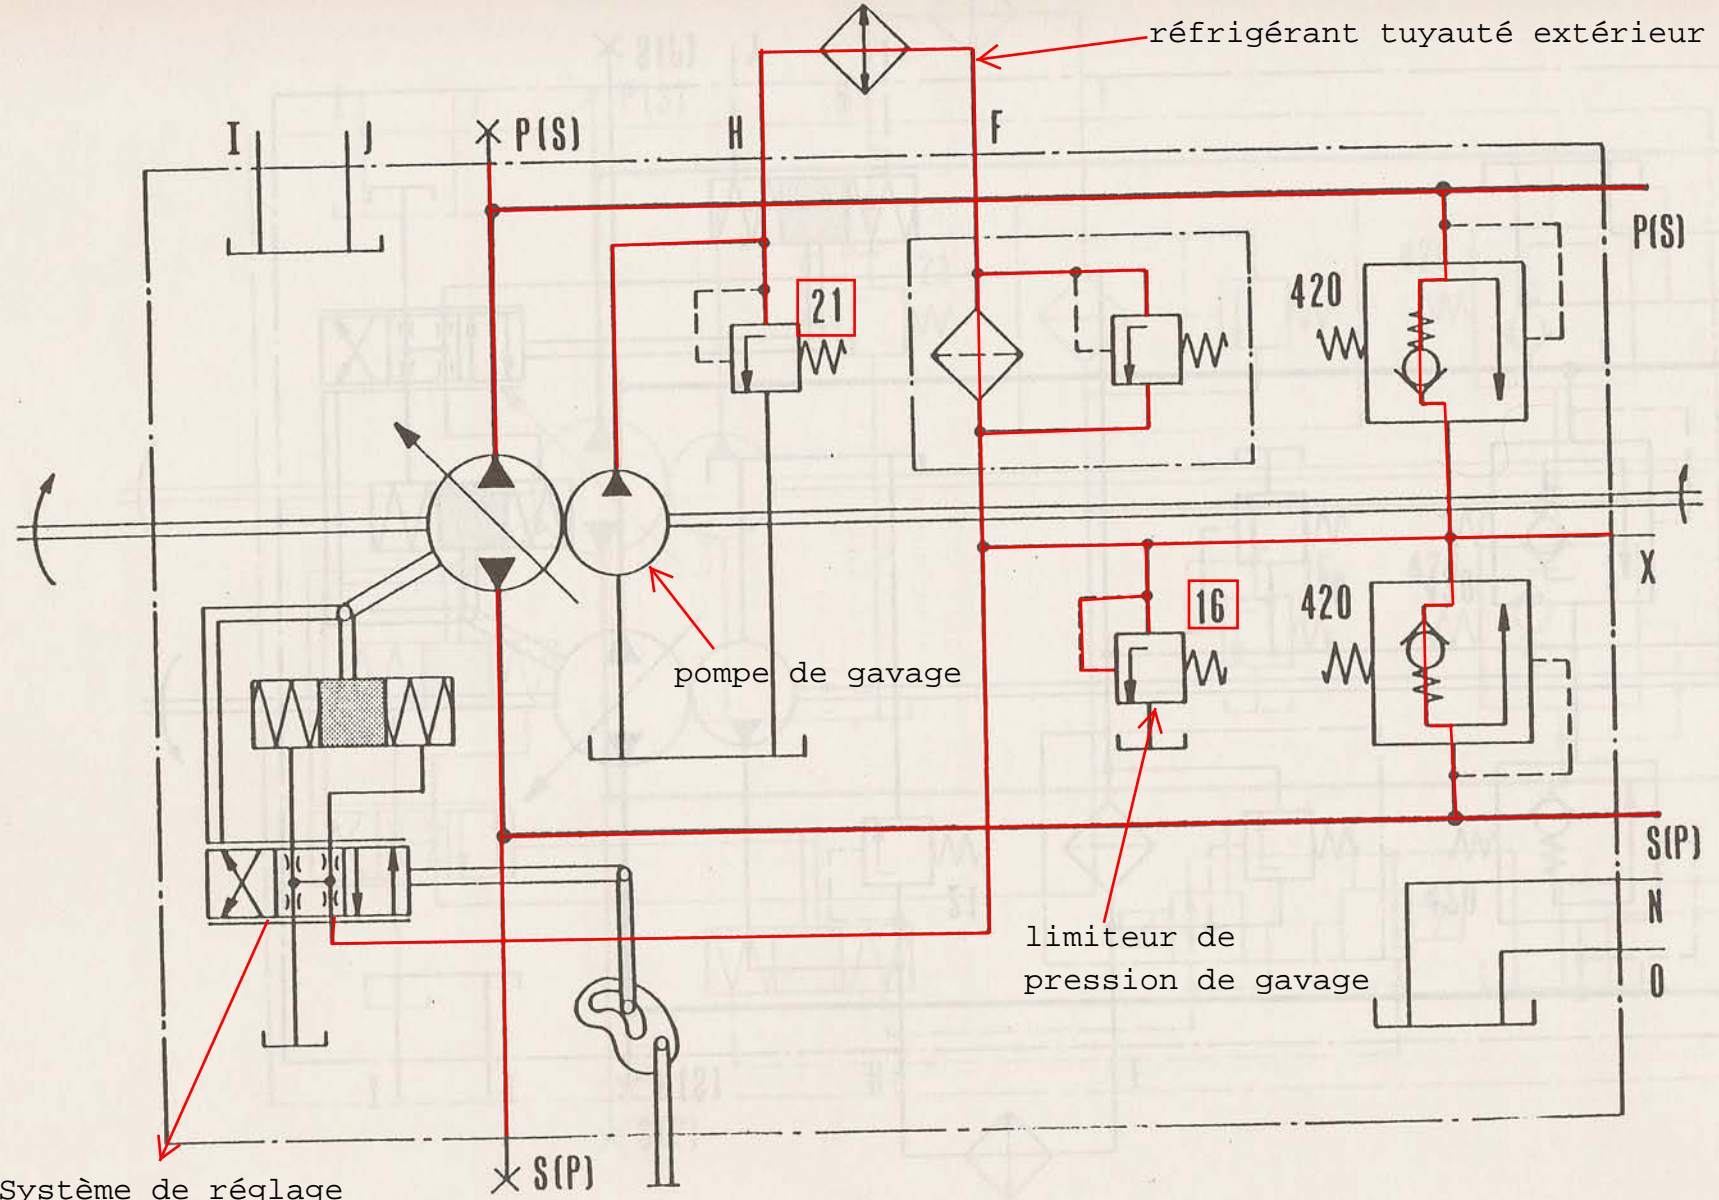 réfrigérant tuyauté extérieur
I
J
P(S)
H
F
P(S)
21
420
X
16
420
pompe de gavage
S(P)
N
limiteur de
pression de gavage
O
S(P)
Système de réglage